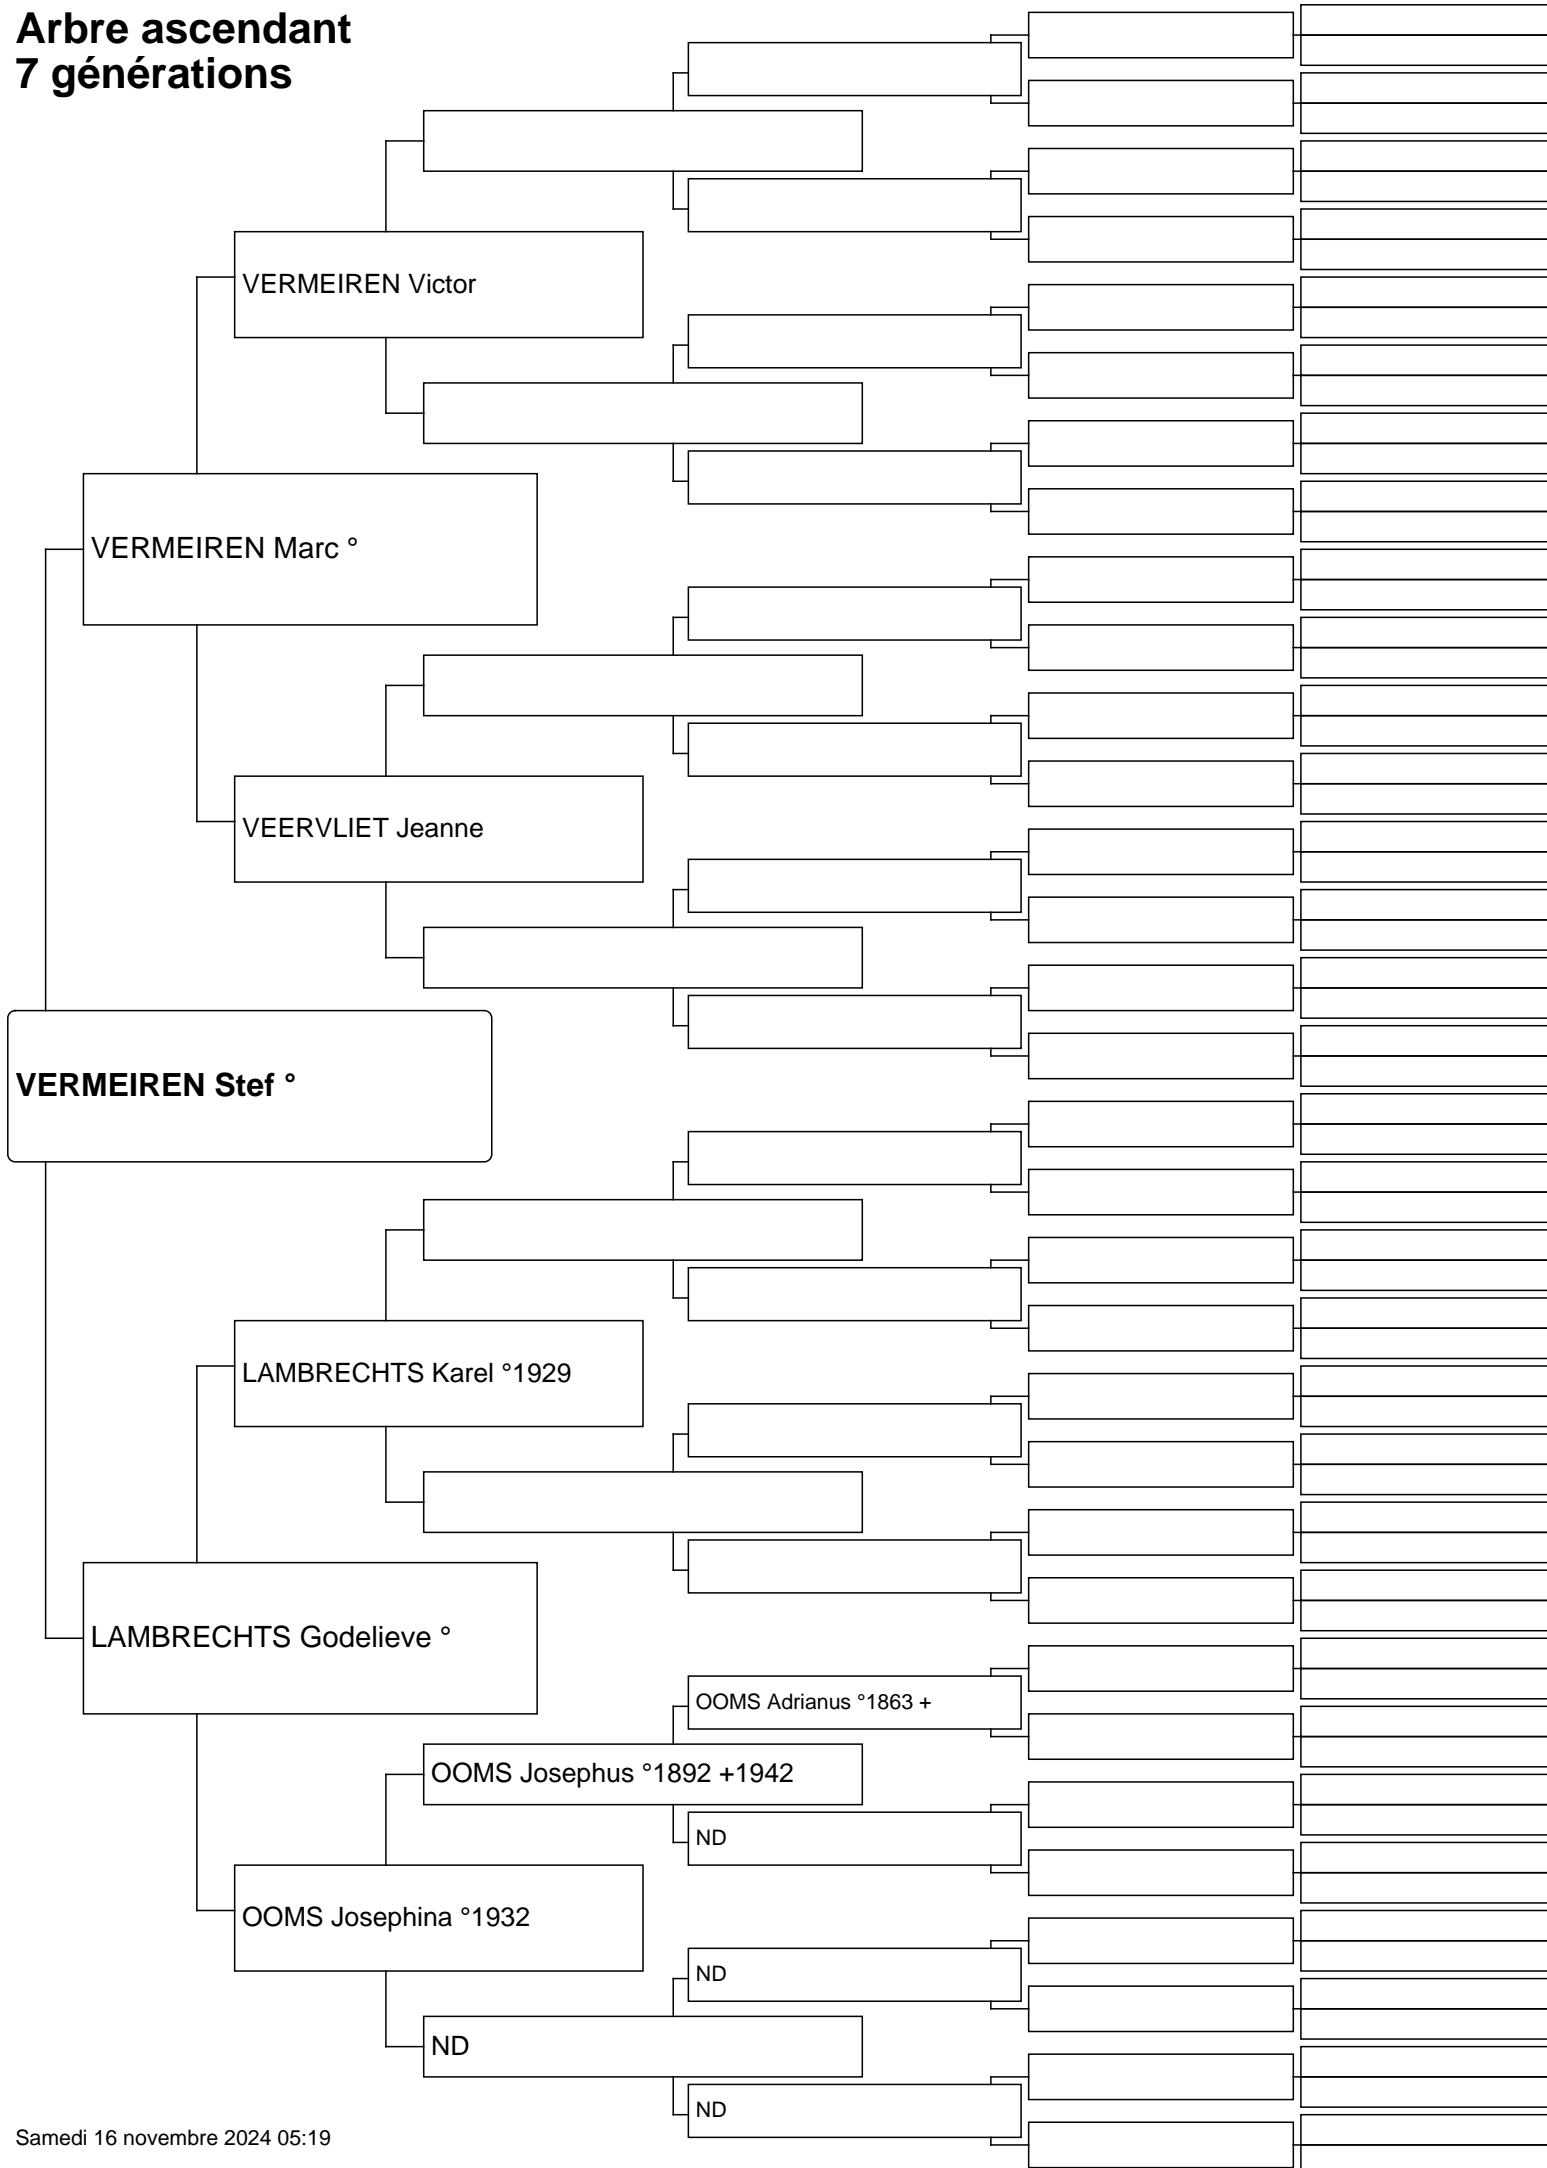 Arbre ascendant
7 générations
VERMEIREN Victor
VERMEIREN Marc °
VEERVLIET Jeanne
VERMEIREN Stef °
LAMBRECHTS Karel °1929
LAMBRECHTS Godelieve °
OOMS Adrianus °1863 +
OOMS Josephus °1892 +1942
ND
OOMS Josephina °1932
ND
ND
ND
Samedi 16 novembre 2024 05:19